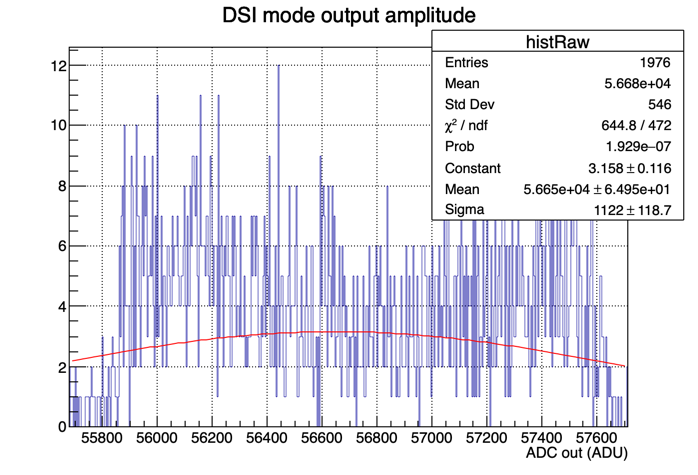 DSI mode output amplitude
histRaw
Entries 1976
Mean 5.668e+04
Std Dev 546
χ² / ndf 644.8 / 472
Prob 1.929e−07
Constant 3.158 ± 0.116
Mean 5.665e+04 ± 6.495e+01
Sigma 1122 ± 118.7
12
10
8
6
4
2
0
55800 56000 56200 56400 56600 56800 57000 57200 57400 57600
ADC out (ADU)